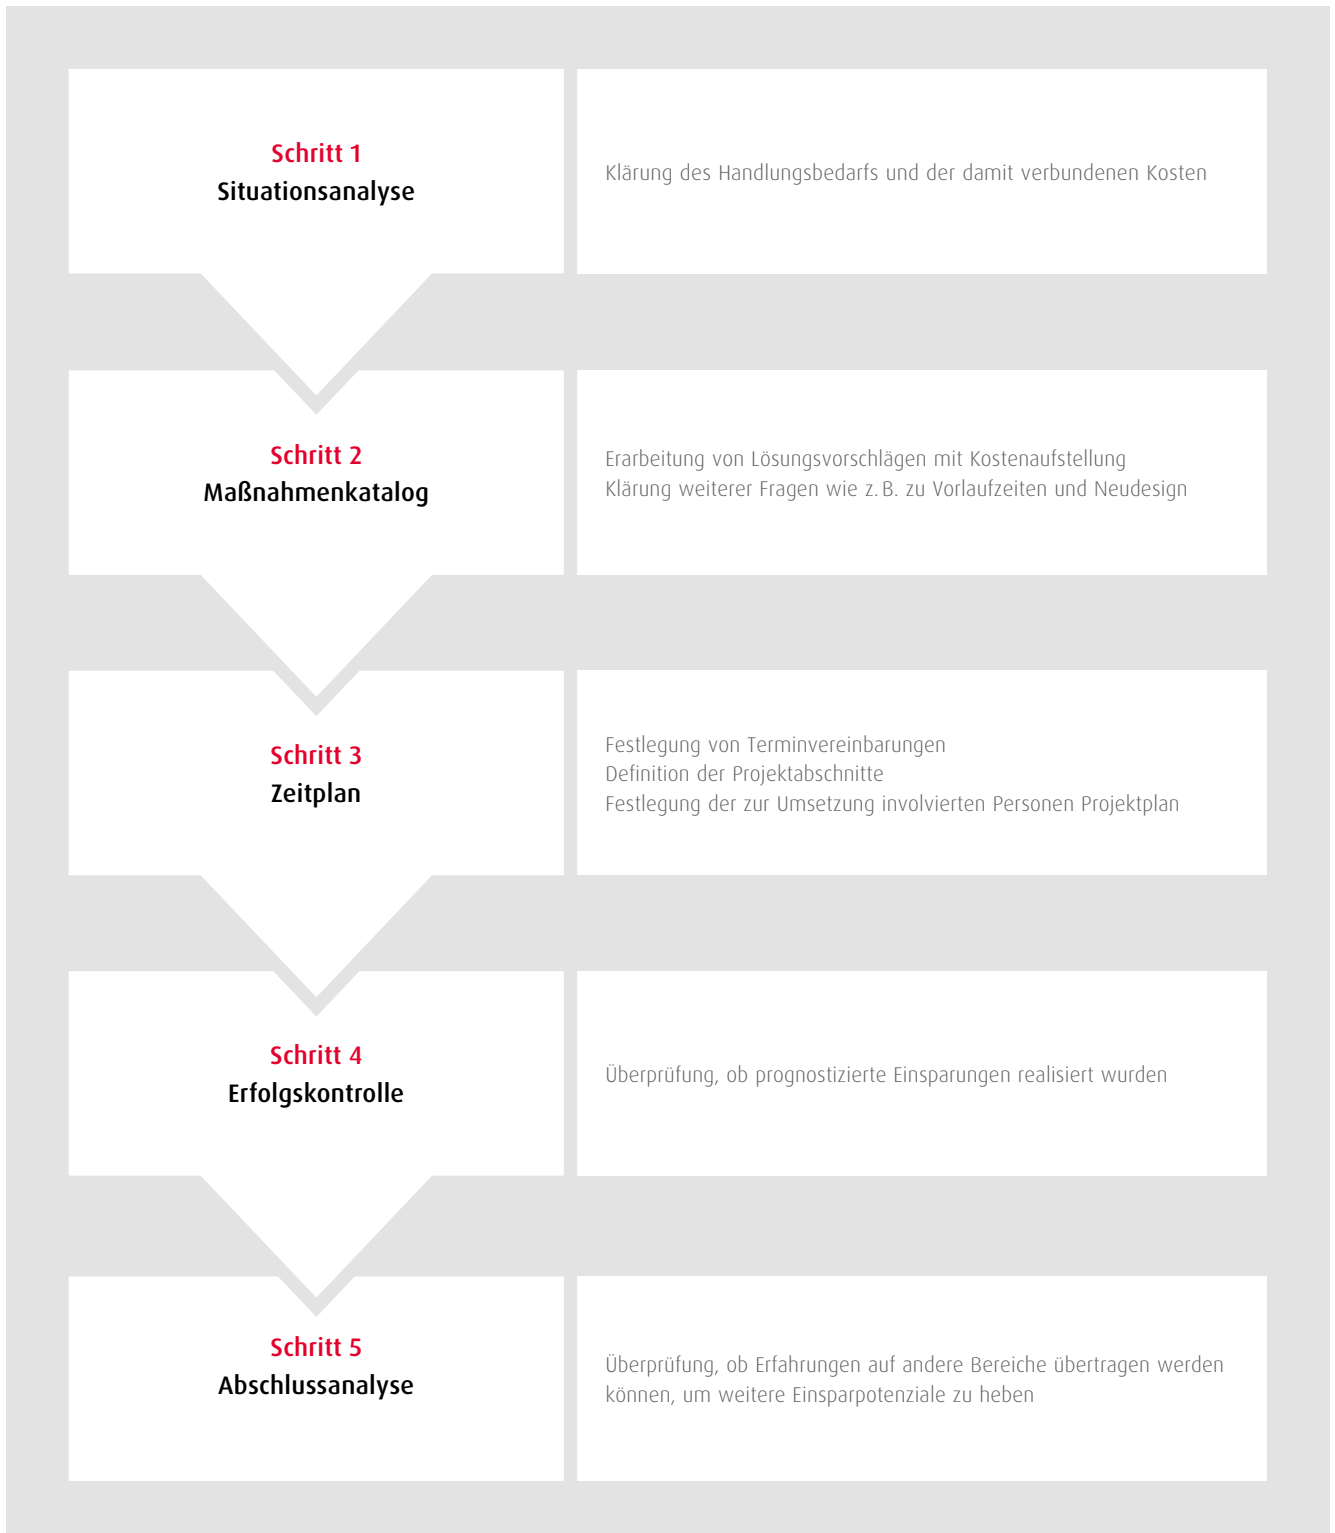 Schritt 1
Situationsanalyse
Klärung des Handlungsbedarfs und der damit verbundenen Kosten
Schritt 2
Maßnahmenkatalog
Erarbeitung von Lösungsvorschlägen mit Kostenaufstellung
Klärung weiterer Fragen wie z. B. zu Vorlaufzeiten und Neudesign
Schritt 3
Zeitplan
Festlegung von Terminvereinbarungen
Definition der Projektabschnitte
Festlegung der zur Umsetzung involvierten Personen Projektplan
Schritt 4
Erfolgskontrolle
Überprüfung, ob prognostizierte Einsparungen realisiert wurden
Schritt 5
Abschlussanalyse
Überprüfung, ob Erfahrungen auf andere Bereiche übertragen werden
können, um weitere Einsparpotenziale zu heben